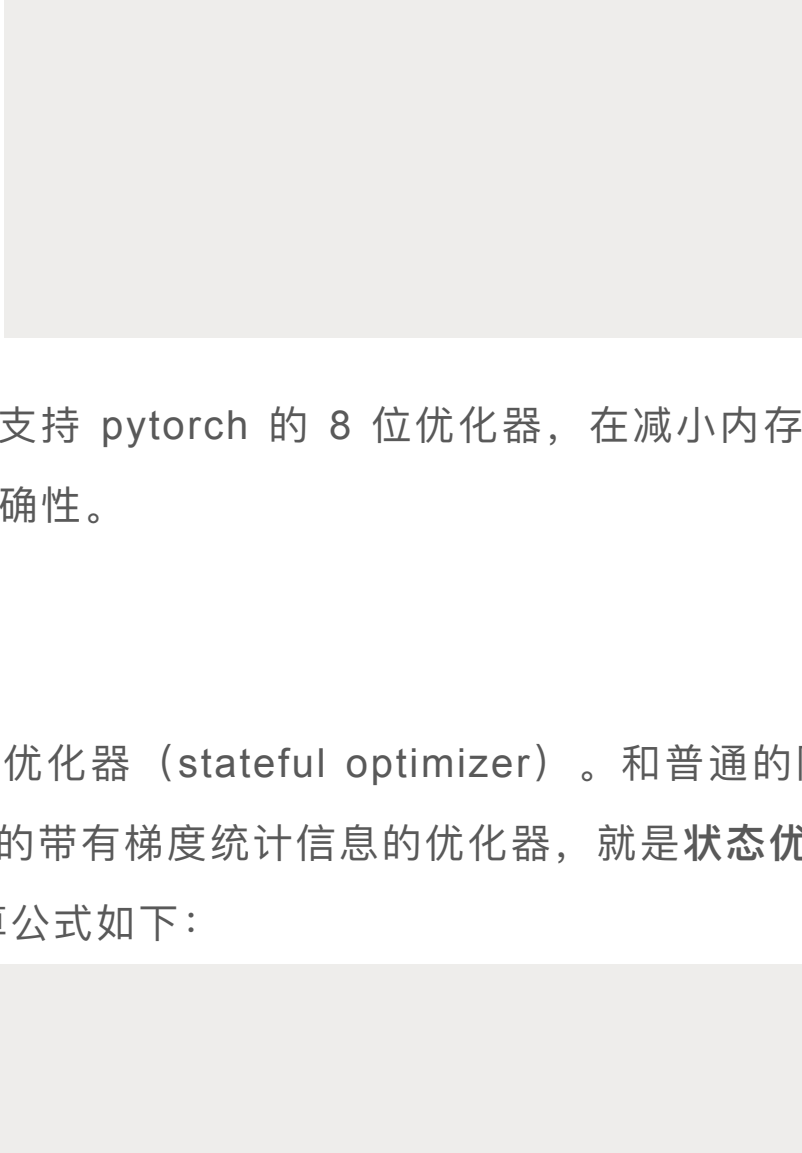 支持 pytorch 的 8 位优化器，在减小内存
确性。
优化器（stateful optimizer）。和普通的
的带有梯度统计信息的优化器，就是状态优
公式如下：